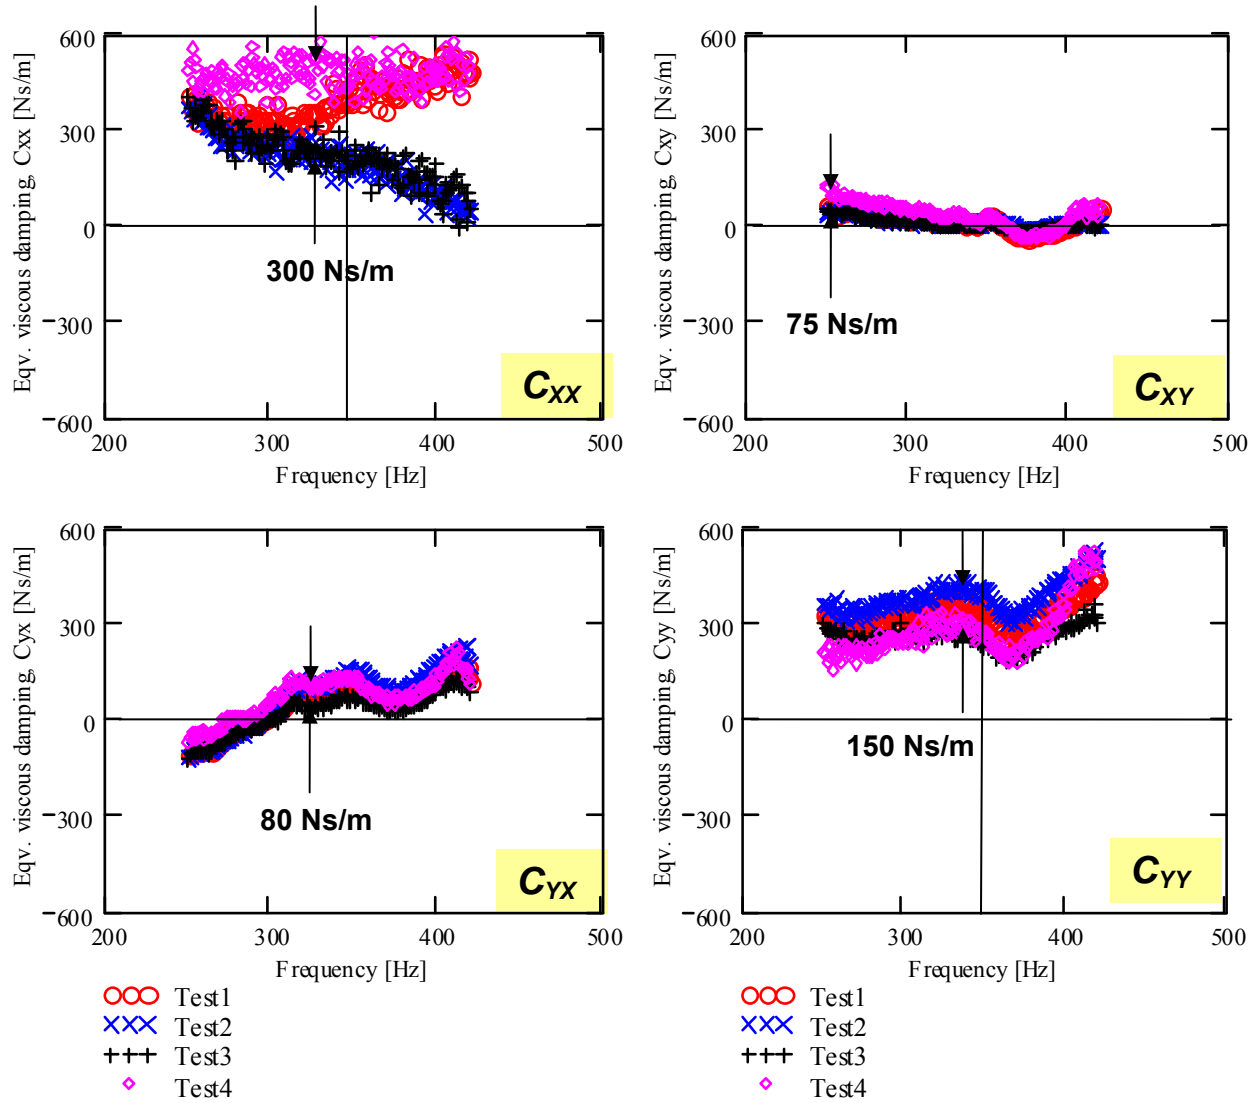 Eqv. viscous damping, Cxx [Ns/m]
600
300
0
−300
−600
200
300
400
500
Frequency [Hz]
300 Ns/m
CXX
Eqv. viscous damping, Cxy [Ns/m]
600
300
0
−300
−600
200
300
400
500
Frequency [Hz]
75 Ns/m
CXY
Eqv. viscous damping, Cyx [Ns/m]
600
300
0
−300
−600
200
300
400
500
Frequency [Hz]
80 Ns/m
CYX
Eqv. viscous damping, Cyy [Ns/m]
600
300
0
−300
−600
200
300
400
500
Frequency [Hz]
150 Ns/m
CYY
Test1
Test2
Test3
Test4
Test1
Test2
Test3
Test4